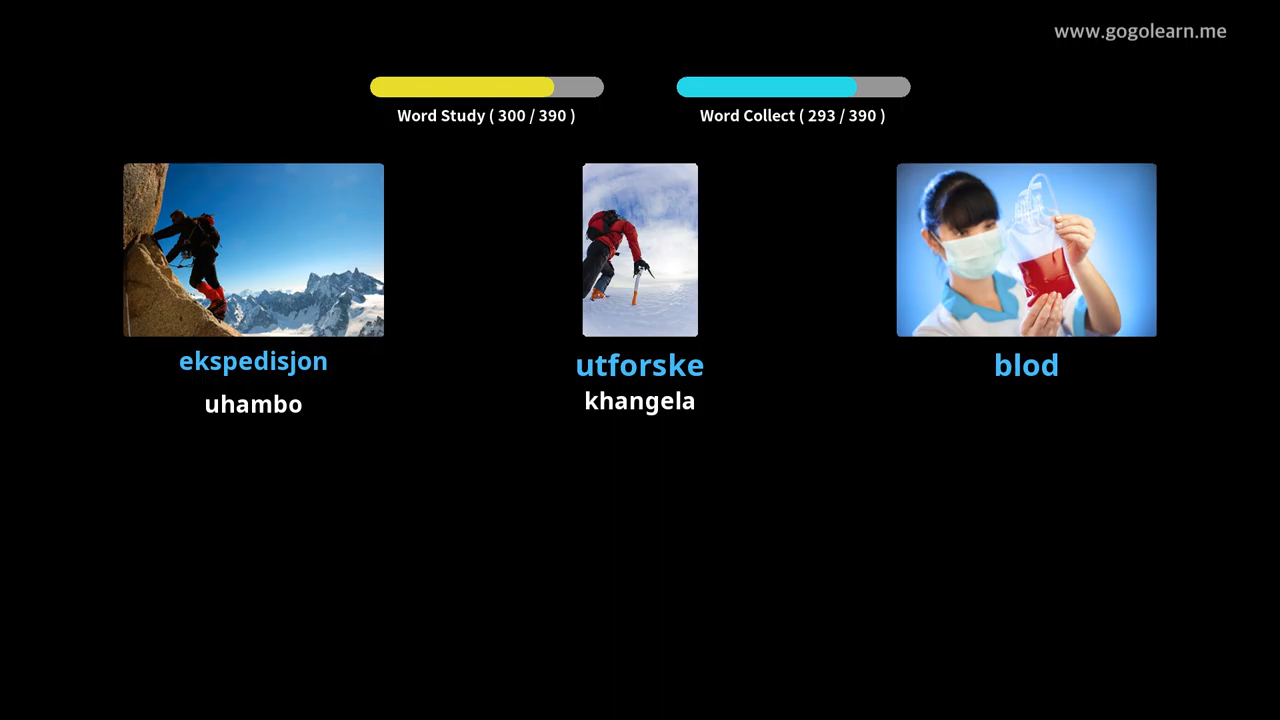 www.gogolearn.me
Word Study ( 300 / 390 )
Word Collect ( 293 / 390 )
ekspedisjon
uhambo
utforske
khangela
blod